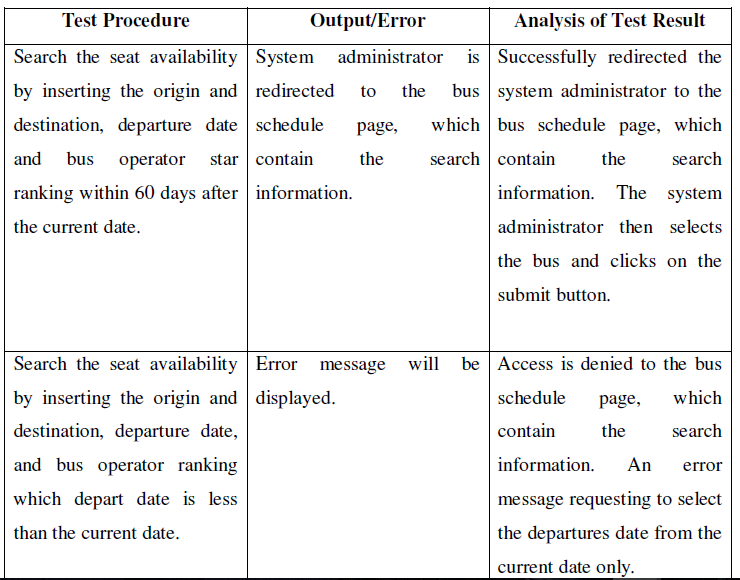 Test Procedure
Output/Error
Analysis of Test Result
Search the seat availability
by inserting the origin and
destination, departure date
and bus operator star
ranking within 60 days after
the current date.
System administrator is
redirected to the bus
schedule page, which
contain the search
information.
Successfully redirected the
system administrator to the
bus schedule page, which
contain the search
information. The system
administrator then selects
the bus and clicks on the
submit button.
Search the seat availability
by inserting the origin and
destination, departure date,
and bus operator ranking
which depart date is less
than the current date.
Error message will be
displayed.
Access is denied to the bus
schedule page, which
contain the search
information. An error
message requesting to select
the departures date from the
current date only.